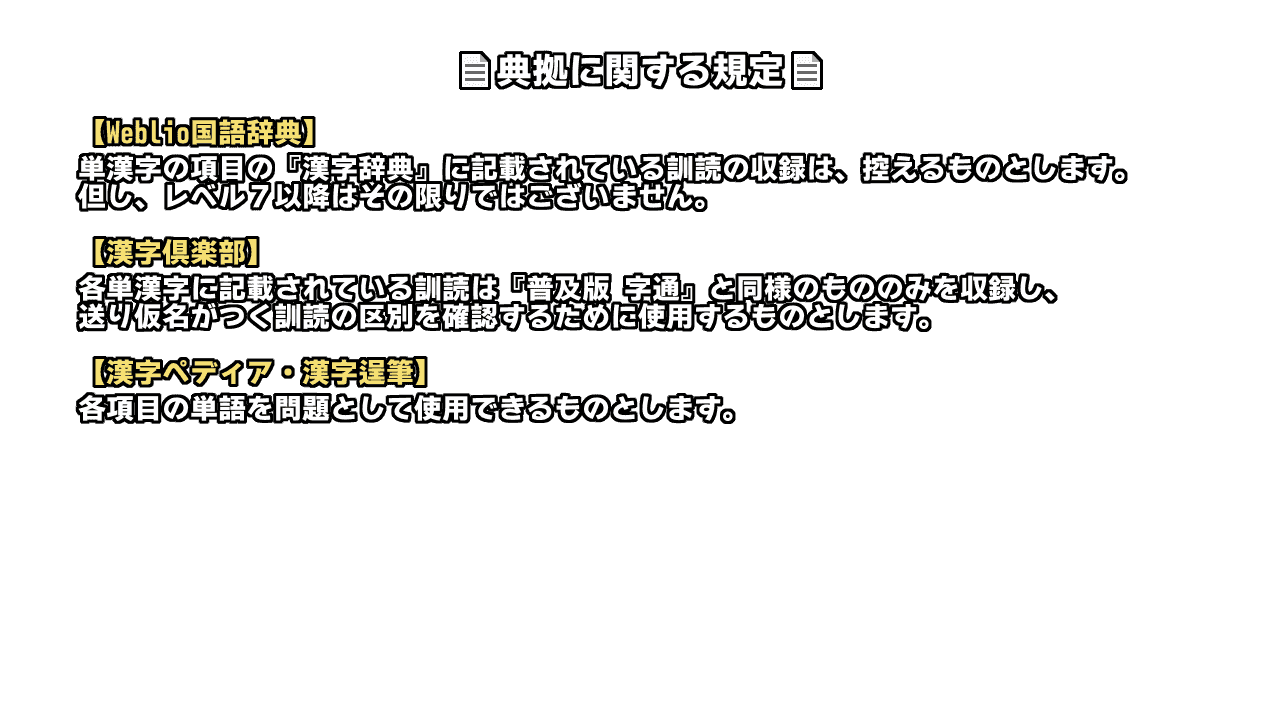 典拠に関する規定
【Weblio国語辞典】
単漢字の項目の『漢字辞典』に記載されている訓読の収録は、控えるものとします。
但し、レベル７以降はその限りではございません。
【漢字倶楽部】
各単漢字に記載されている訓読は『普及版 字通』と同様のもののみを収録し、
送り仮名がつく訓読の区別を確認するために使用するものとします。
【漢字ペディア・漢字逞筆】
各項目の単語を問題として使用できるものとします。